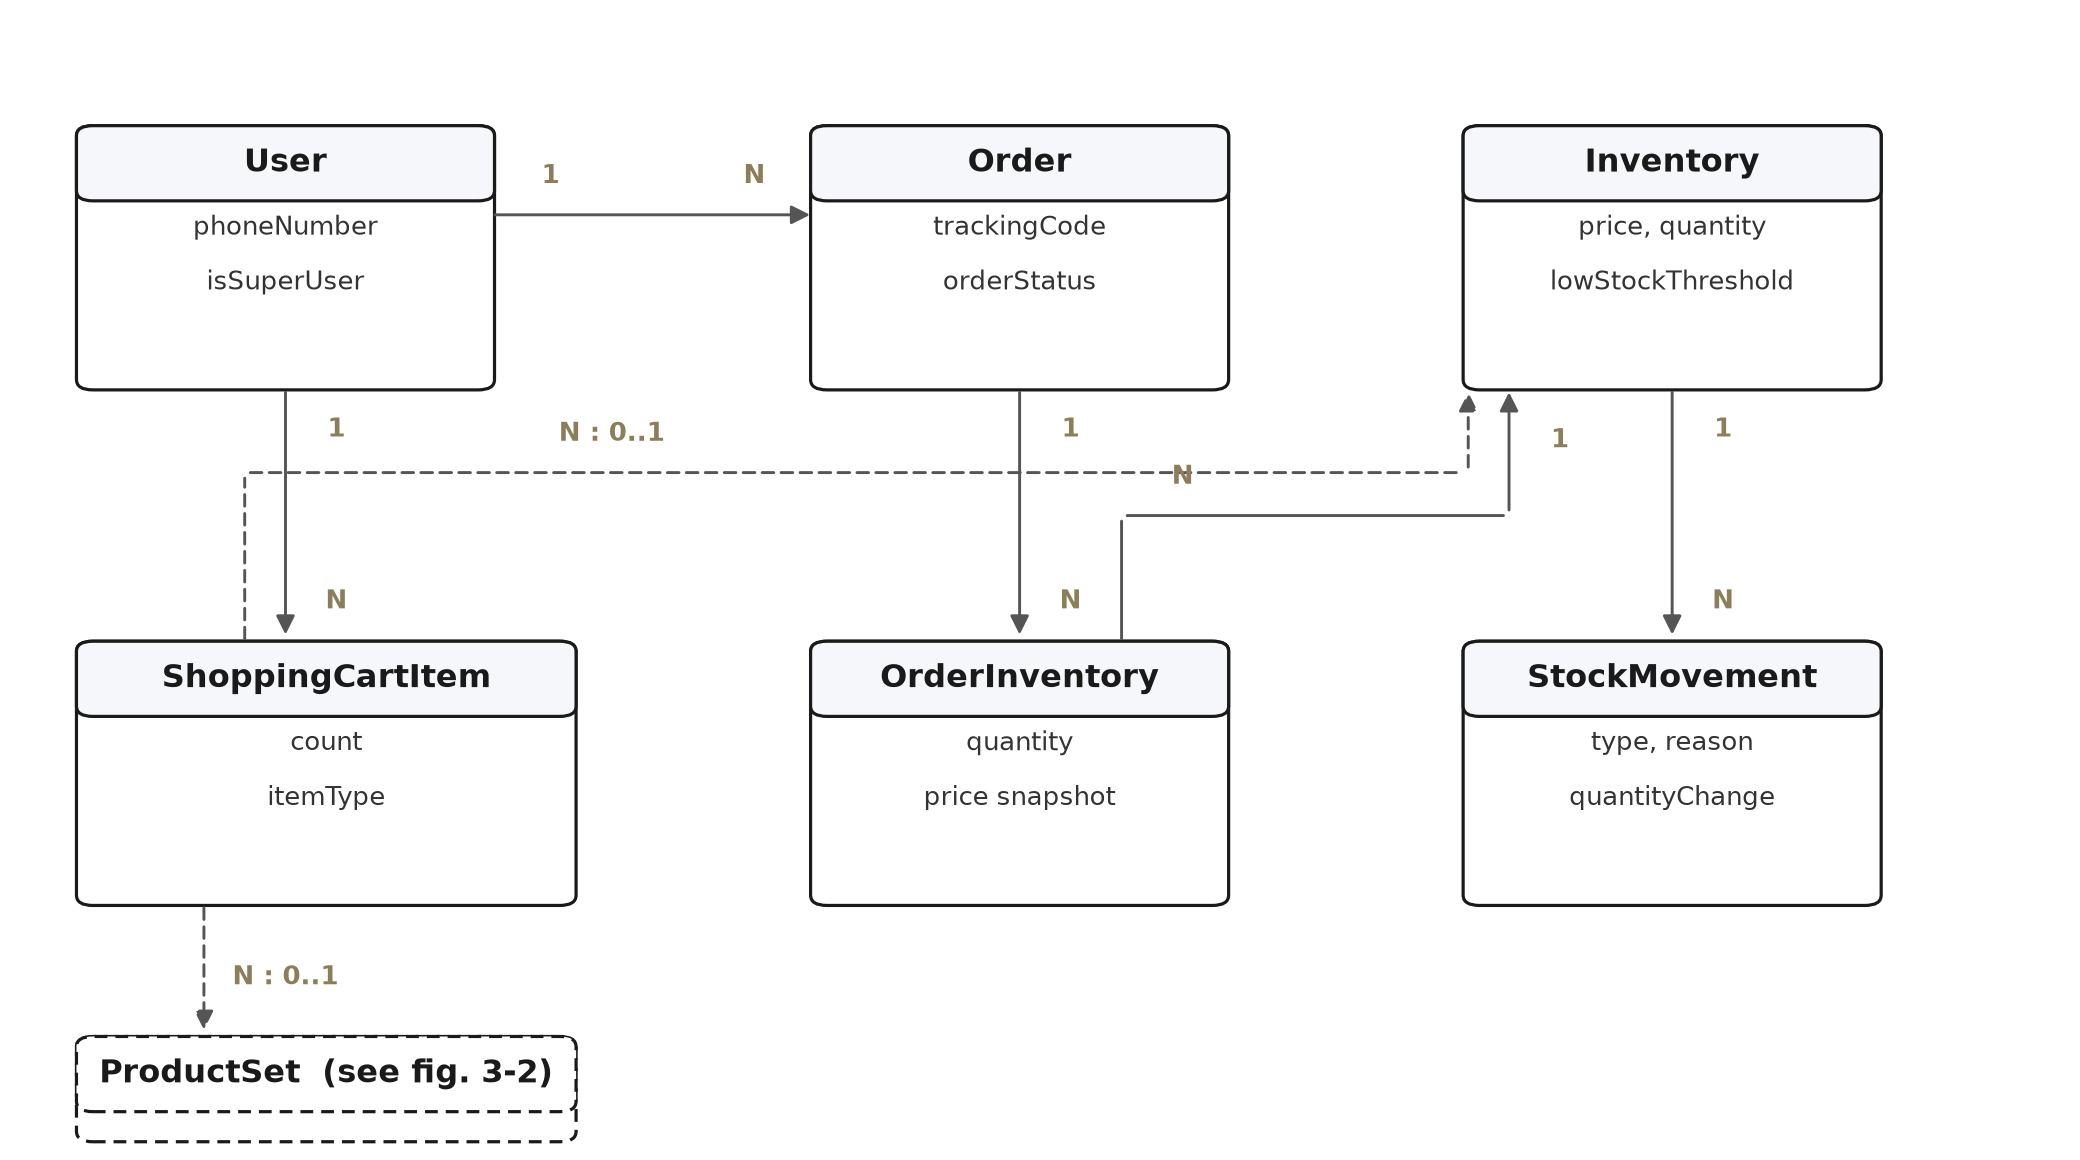 User
phoneNumber
isSuperUser
1 N
Order
trackingCode
orderStatus
Inventory
price, quantity
lowStockThreshold
1
N : 0..1
1
N
1
1
N
N
N
ShoppingCartItem
count
itemType
OrderInventory
quantity
price snapshot
StockMovement
type, reason
quantityChange
N : 0..1
ProductSet (see fig. 3-2)